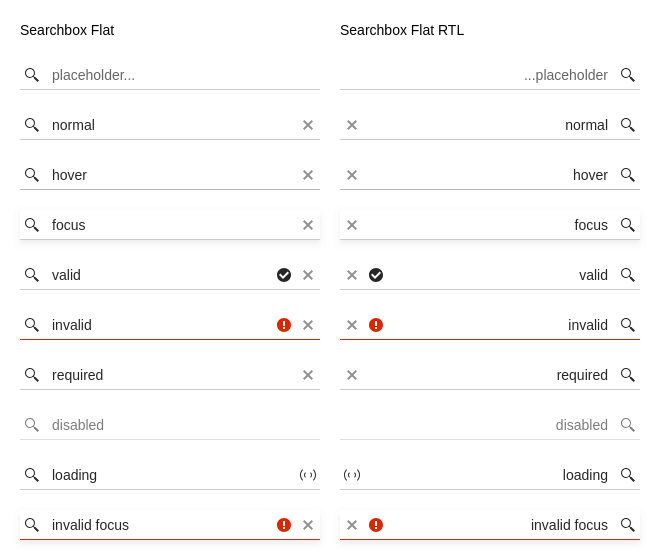 Searchbox Flat
placeholder...
normal
hover
focus
valid
invalid
required
disabled
loading
invalid focus
Searchbox Flat RTL
...placeholder
normal
hover
focus
valid
invalid
required
disabled
loading
invalid focus